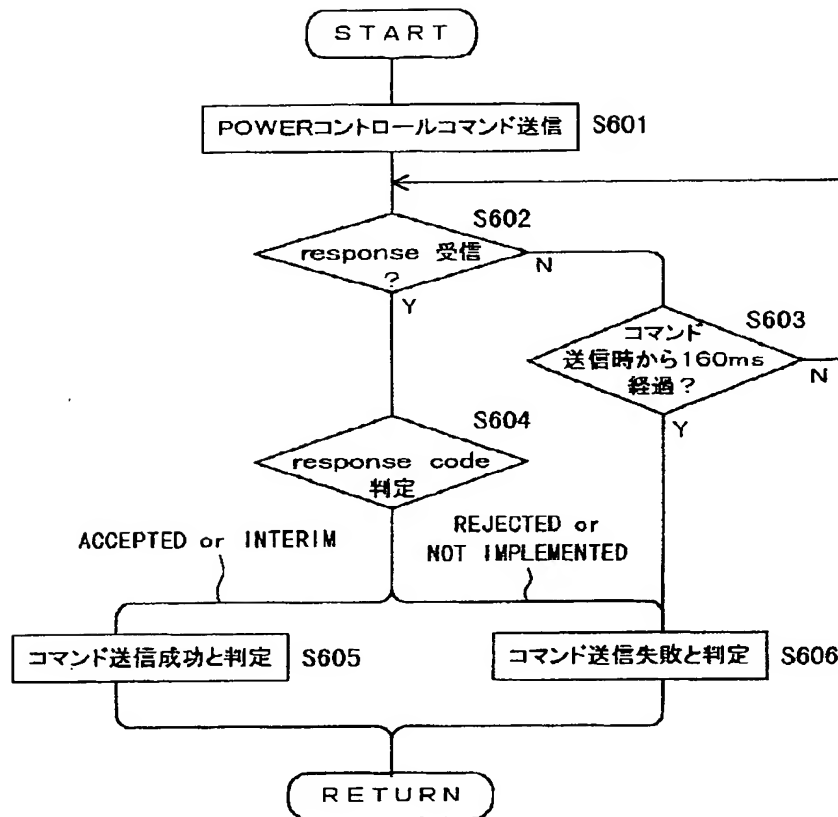 START
POWERコントロールコマンド送信 S601
S602
response 受信
?
N
Y
S603
コマンド
送信時から160ms
経過?
N
Y
S604
response code
判定
ACCEPTED or INTERIM
REJECTED or
NOT IMPLEMENTED
コマンド送信成功と判定 S605
コマンド送信失敗と判定 S606
RETURN